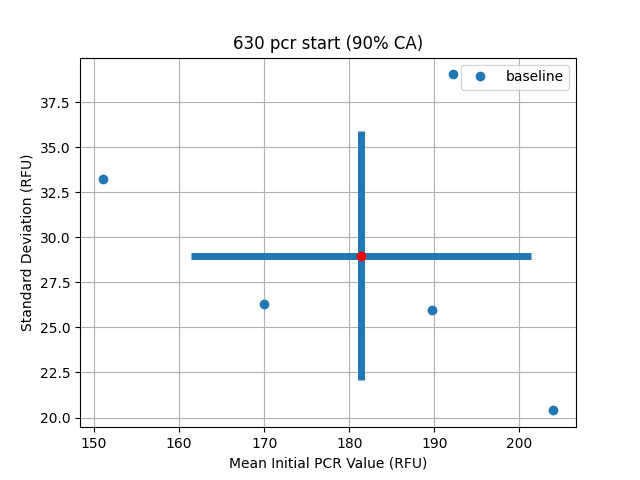 630 pcr start (90% CA)
baseline
37.5
35.0
32.5
30.0
27.5
25.0
22.5
20.0
Standard Deviation (RFU)
150 160 170 180 190 200
Mean Initial PCR Value (RFU)